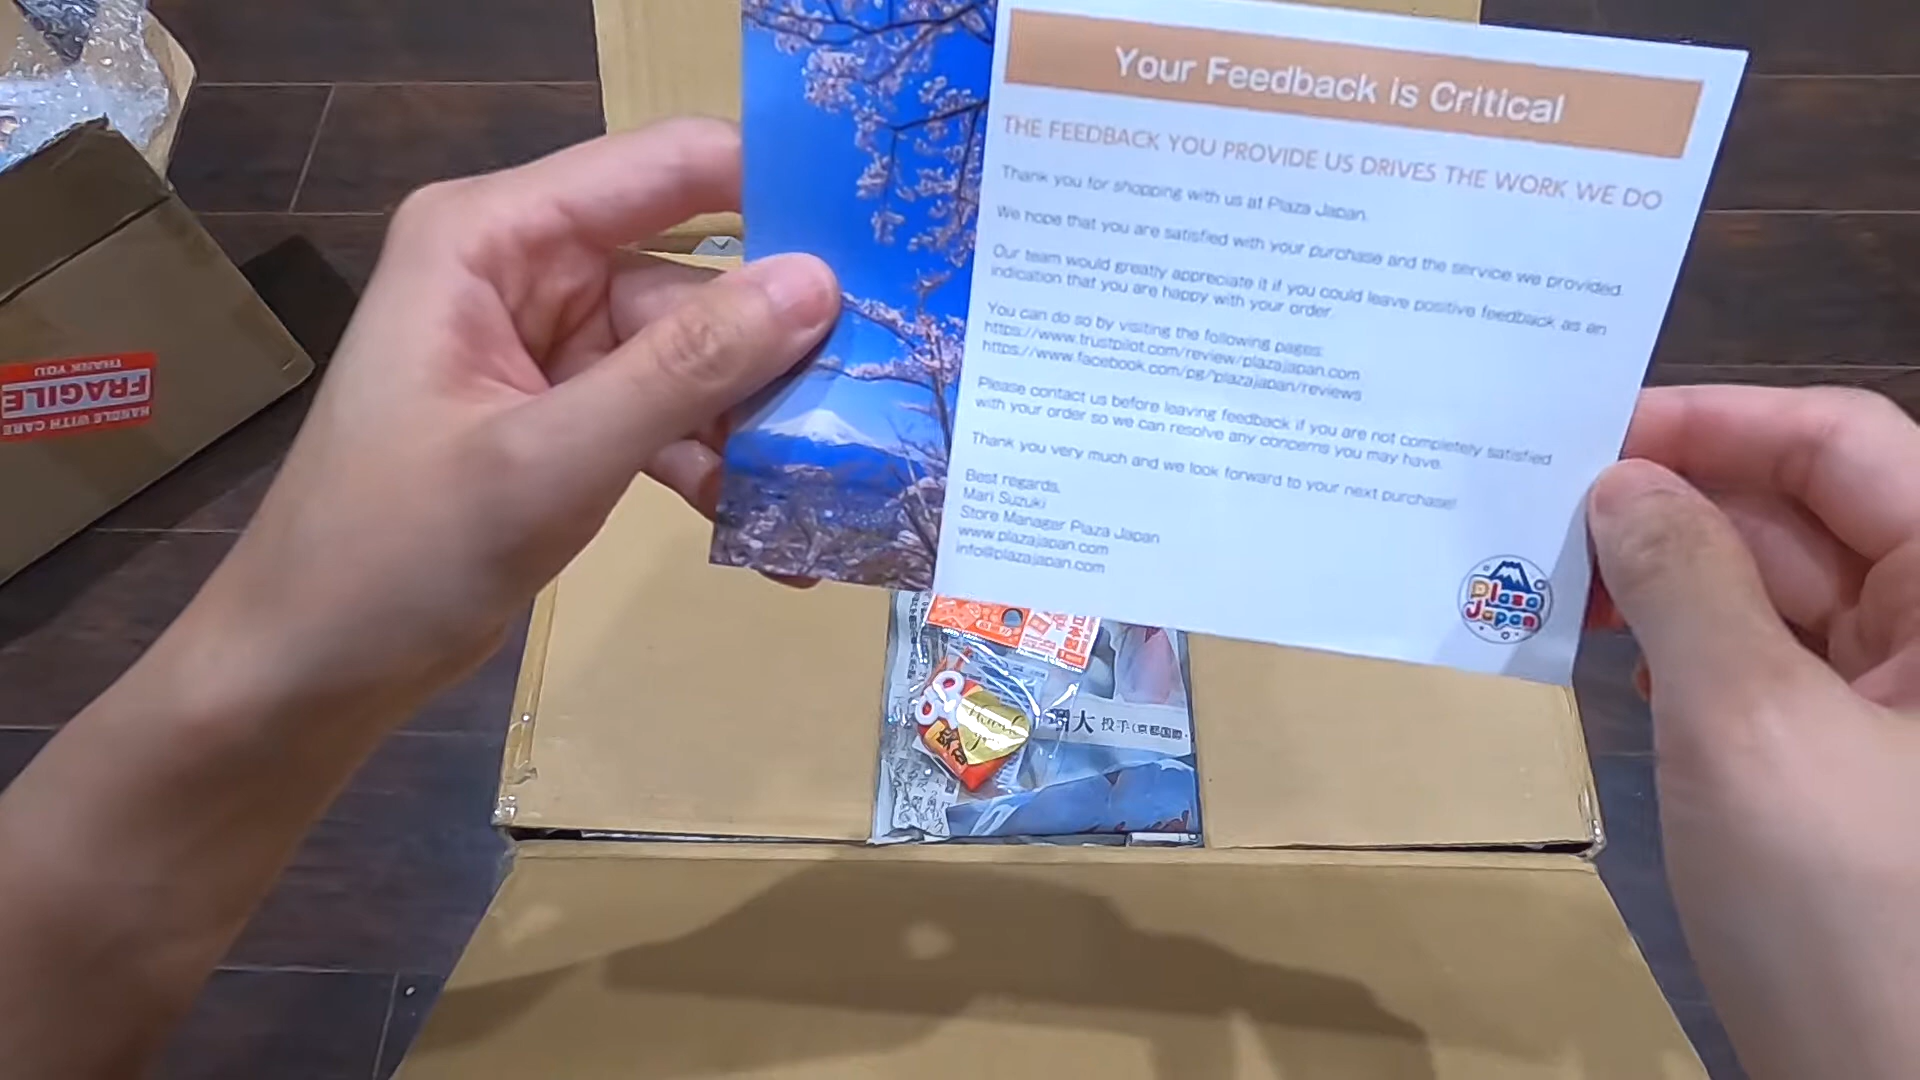 Your Feedback is Critical
THE FEEDBACK YOU PROVIDE US DRIVES THE WORK WE DO
Thank you for shopping with us at Plaza Japan.
We hope that you are satisfied with your purchase and the service we provided.
Our team would greatly appreciate it if you could leave positive feedback as an
indication that you are happy with your order.
You can do so by visiting the following pages:
https://www.trustpilot.com/review/plazajapan.com
https://www.facebook.com/pg/plazajapan/reviews
Please contact us before leaving feedback if you are not completely satisfied
with your order so we can resolve any concerns you may have.
Thank you very much and we look forward to your next purchase!
Best regards,
Mari Suzuki
Store Manager Plaza Japan
www.plazajapan.com
info@plazajapan.com
Plaza
Japan
HANDLE WITH CARE
FRAGILE
THANK YOU
Thank
大 投手(京都国際